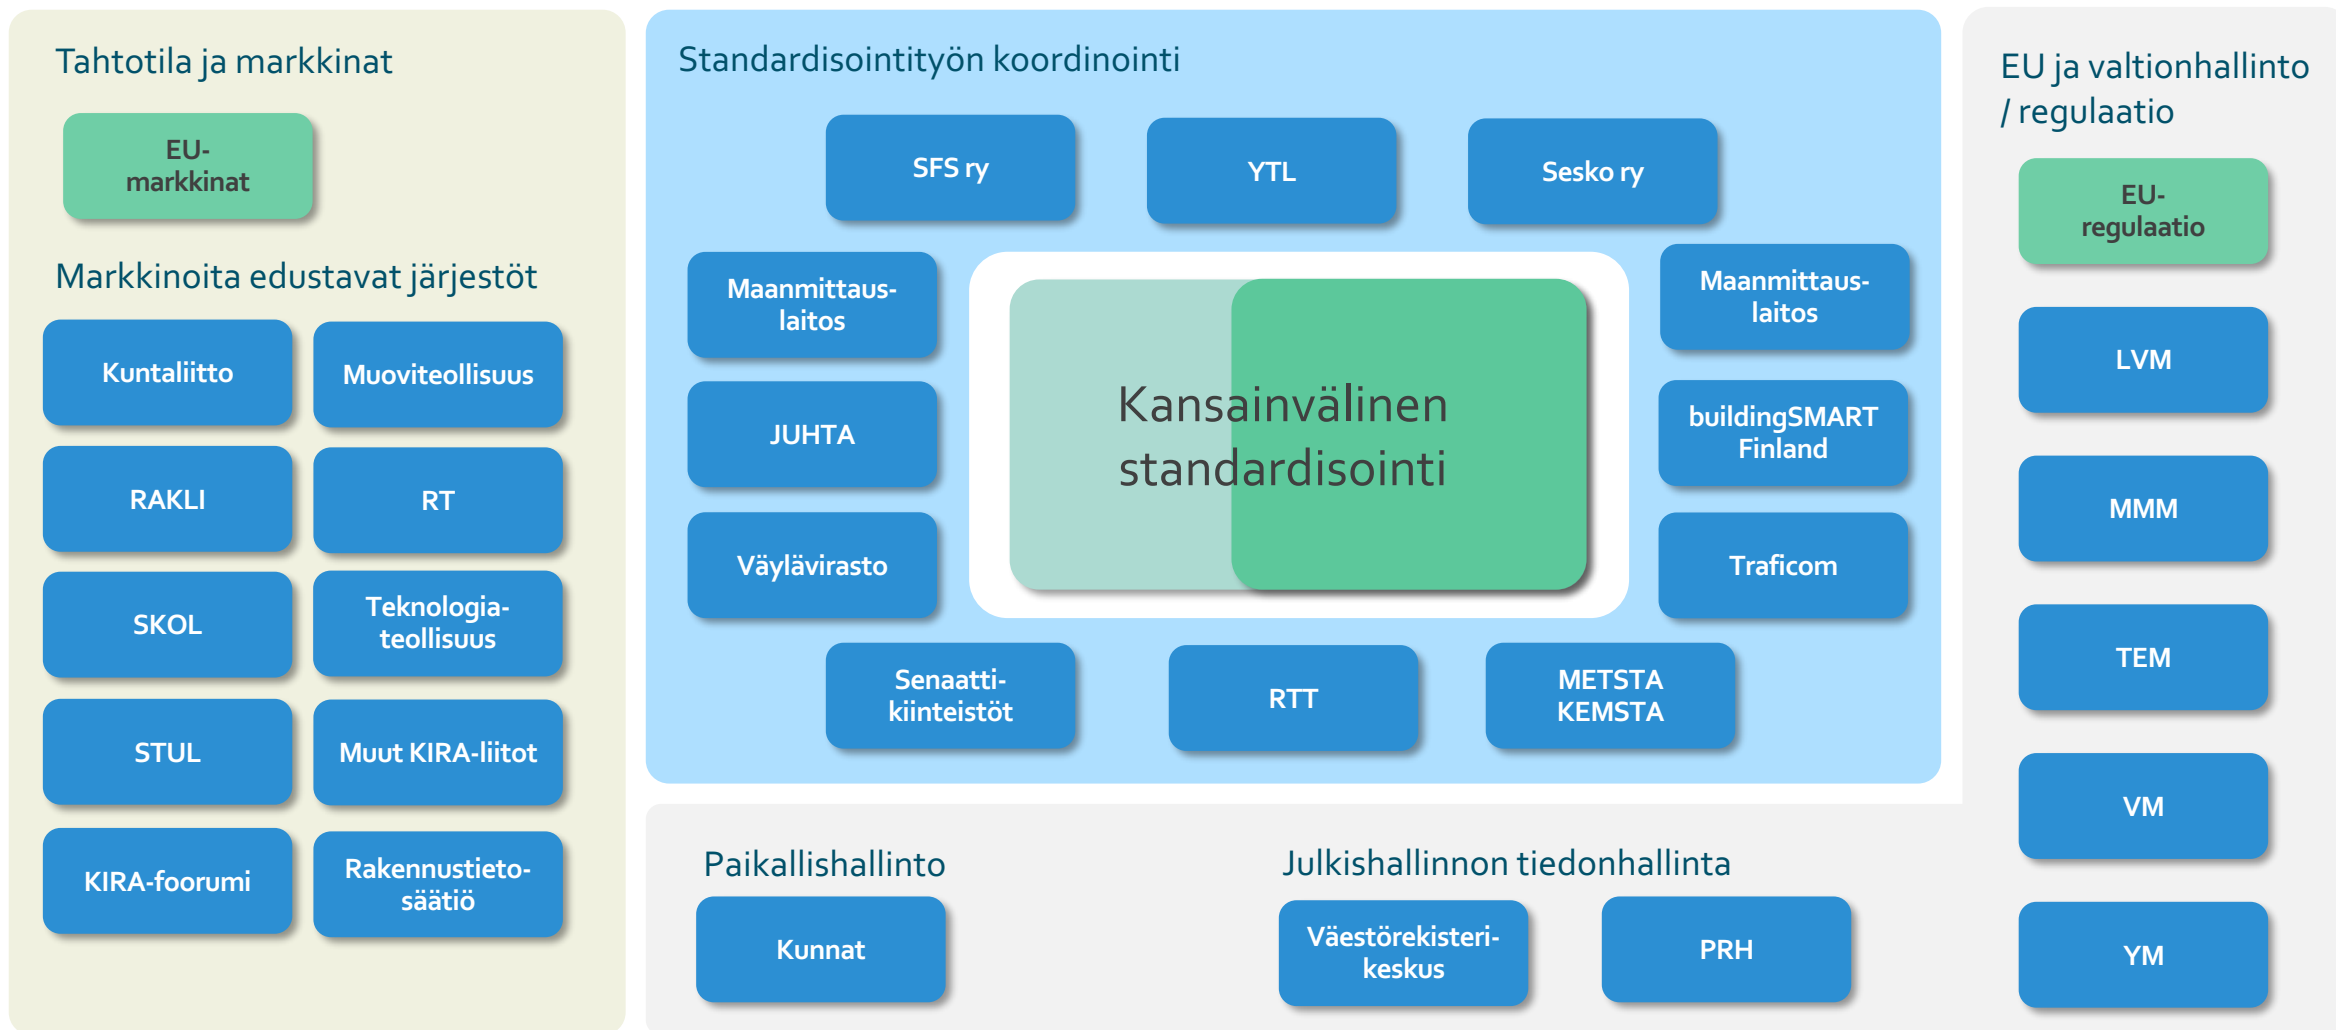 Tahtotila ja markkinat
EU-
markkinat
Markkinoita edustavat järjestöt
Kuntaliitto
Muoviteollisuus
RAKLI
RT
SKOL
Teknologia-
teollisuus
STUL
Muut KIRA-liitot
KIRA-foorumi
Rakennustieto-
säätiö
Standardisointityön koordinointi
SFS ry
YTL
Sesko ry
Maanmittaus-
laitos
Maanmittaus-
laitos
JUHTA
Kansainvälinen
standardisointi
buildingSMART
Finland
Väylävirasto
Traficom
Senaatti-
kiinteistöt
RTT
METSTA
KEMSTA
Paikallishallinto
Kunnat
Julkishallinnon tiedonhallinta
Väestörekisteri-
keskus
PRH
EU ja valtionhallinto
/ regulaatio
EU-
regulaatio
LVM
MMM
TEM
VM
YM